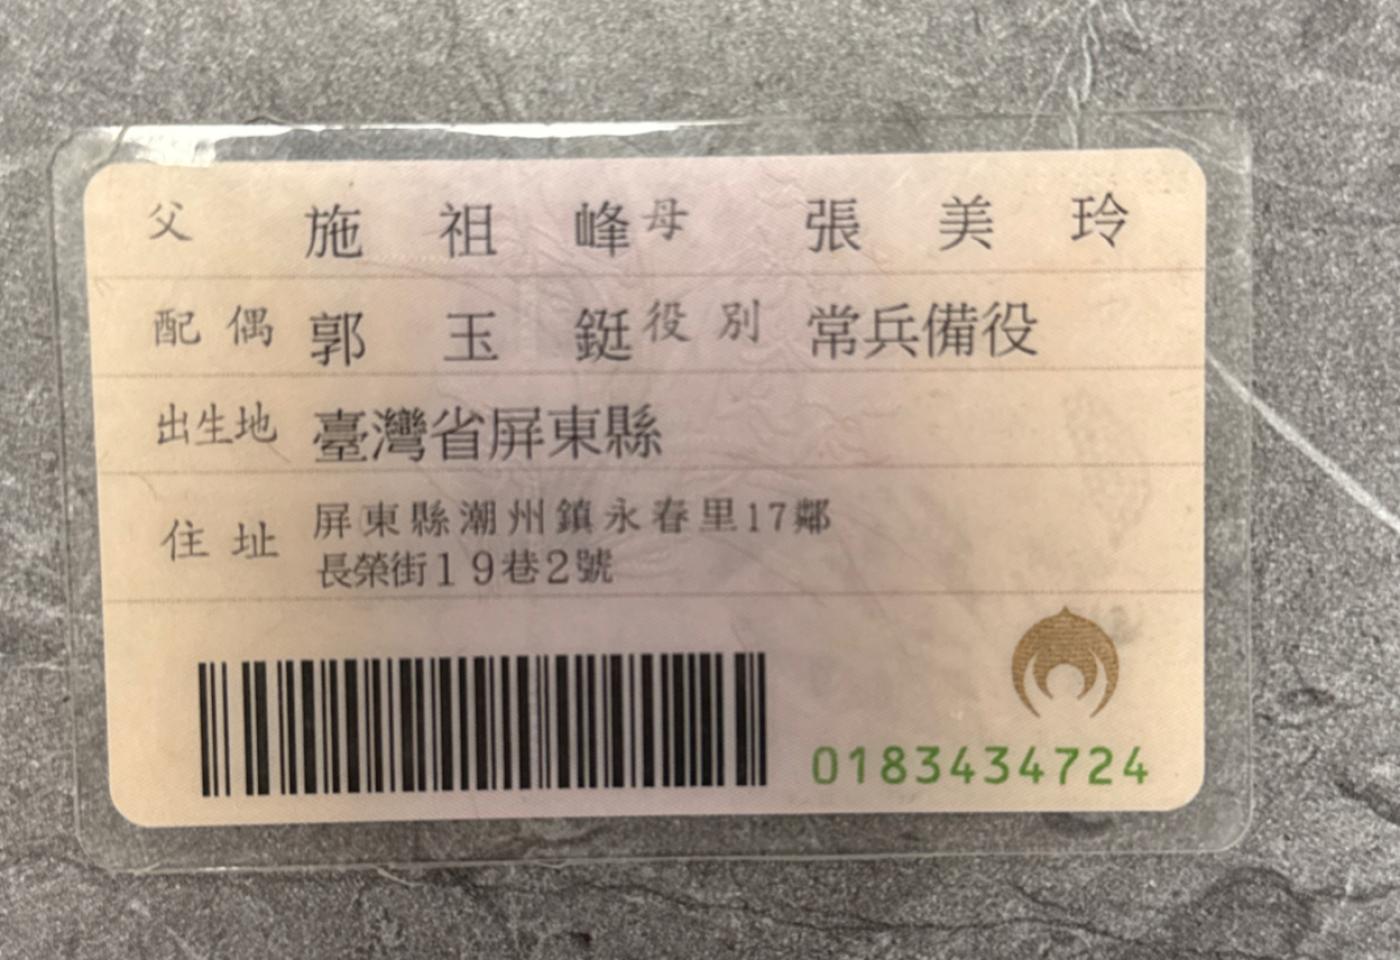 父 施祖峰 母 張美玲
配偶 郭玉鋌 役別 常兵備役
出生地 臺灣省屏東縣
住址 屏東縣潮州鎮永春里17鄰
長榮街19巷2號
0183434724